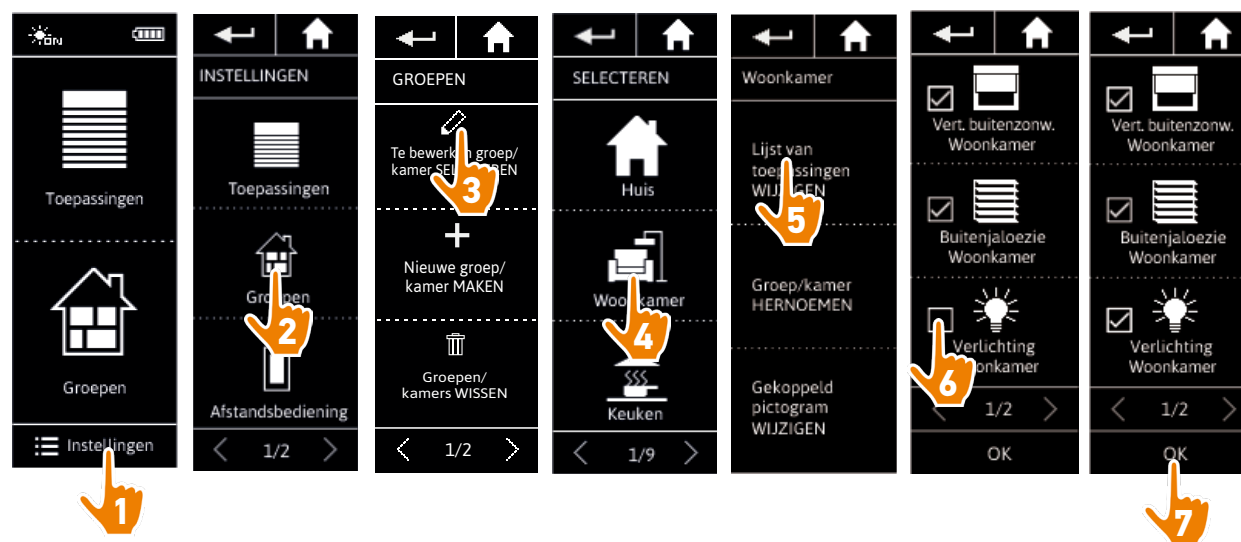 ON
Toepassingen
Groepen
Instellingen
1
INSTELLINGEN
Toepassingen
Groepen
2
Afstandsbediening
1/2
GROEPEN
Te bewerken groep/
kamer SELECTEREN
3
Nieuwe groep/
kamer MAKEN
Groepen/
kamers WISSEN
1/2
SELECTEREN
Huis
Woonkamer
4
Keuken
1/9
Woonkamer
Lijst van
toepassingen
WIJZIGEN
5
Groep/kamer
HERNOEMEN
Gekoppeld
pictogram
WIJZIGEN
Vert. buitenzonw.
Woonkamer
Buitenjaloezie
Woonkamer
Verlichting
Woonkamer
6
1/2
OK
Vert. buitenzonw.
Woonkamer
Buitenjaloezie
Woonkamer
Verlichting
Woonkamer
1/2
OK
7